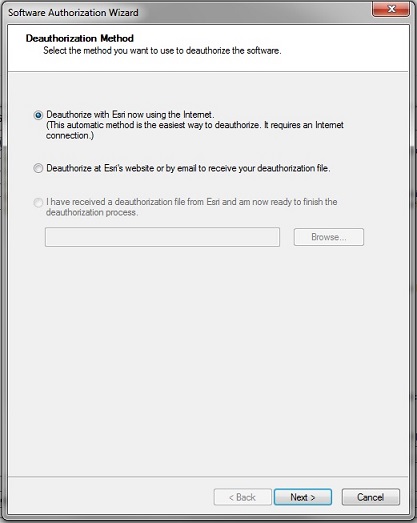 Software Authorization Wizard
Deauthorization Method
Select the method you want to use to deauthorize the software.
Deauthorize with Esri now using the Internet.
(This automatic method is the easiest way to deauthorize. It requires an Internet
connection.)
Deauthorize at Esri's website or by email to receive your deauthorization file.
I have received a deauthorization file from Esri and am now ready to finish the
deauthorization process.
Browse...
< Back
Next >
Cancel